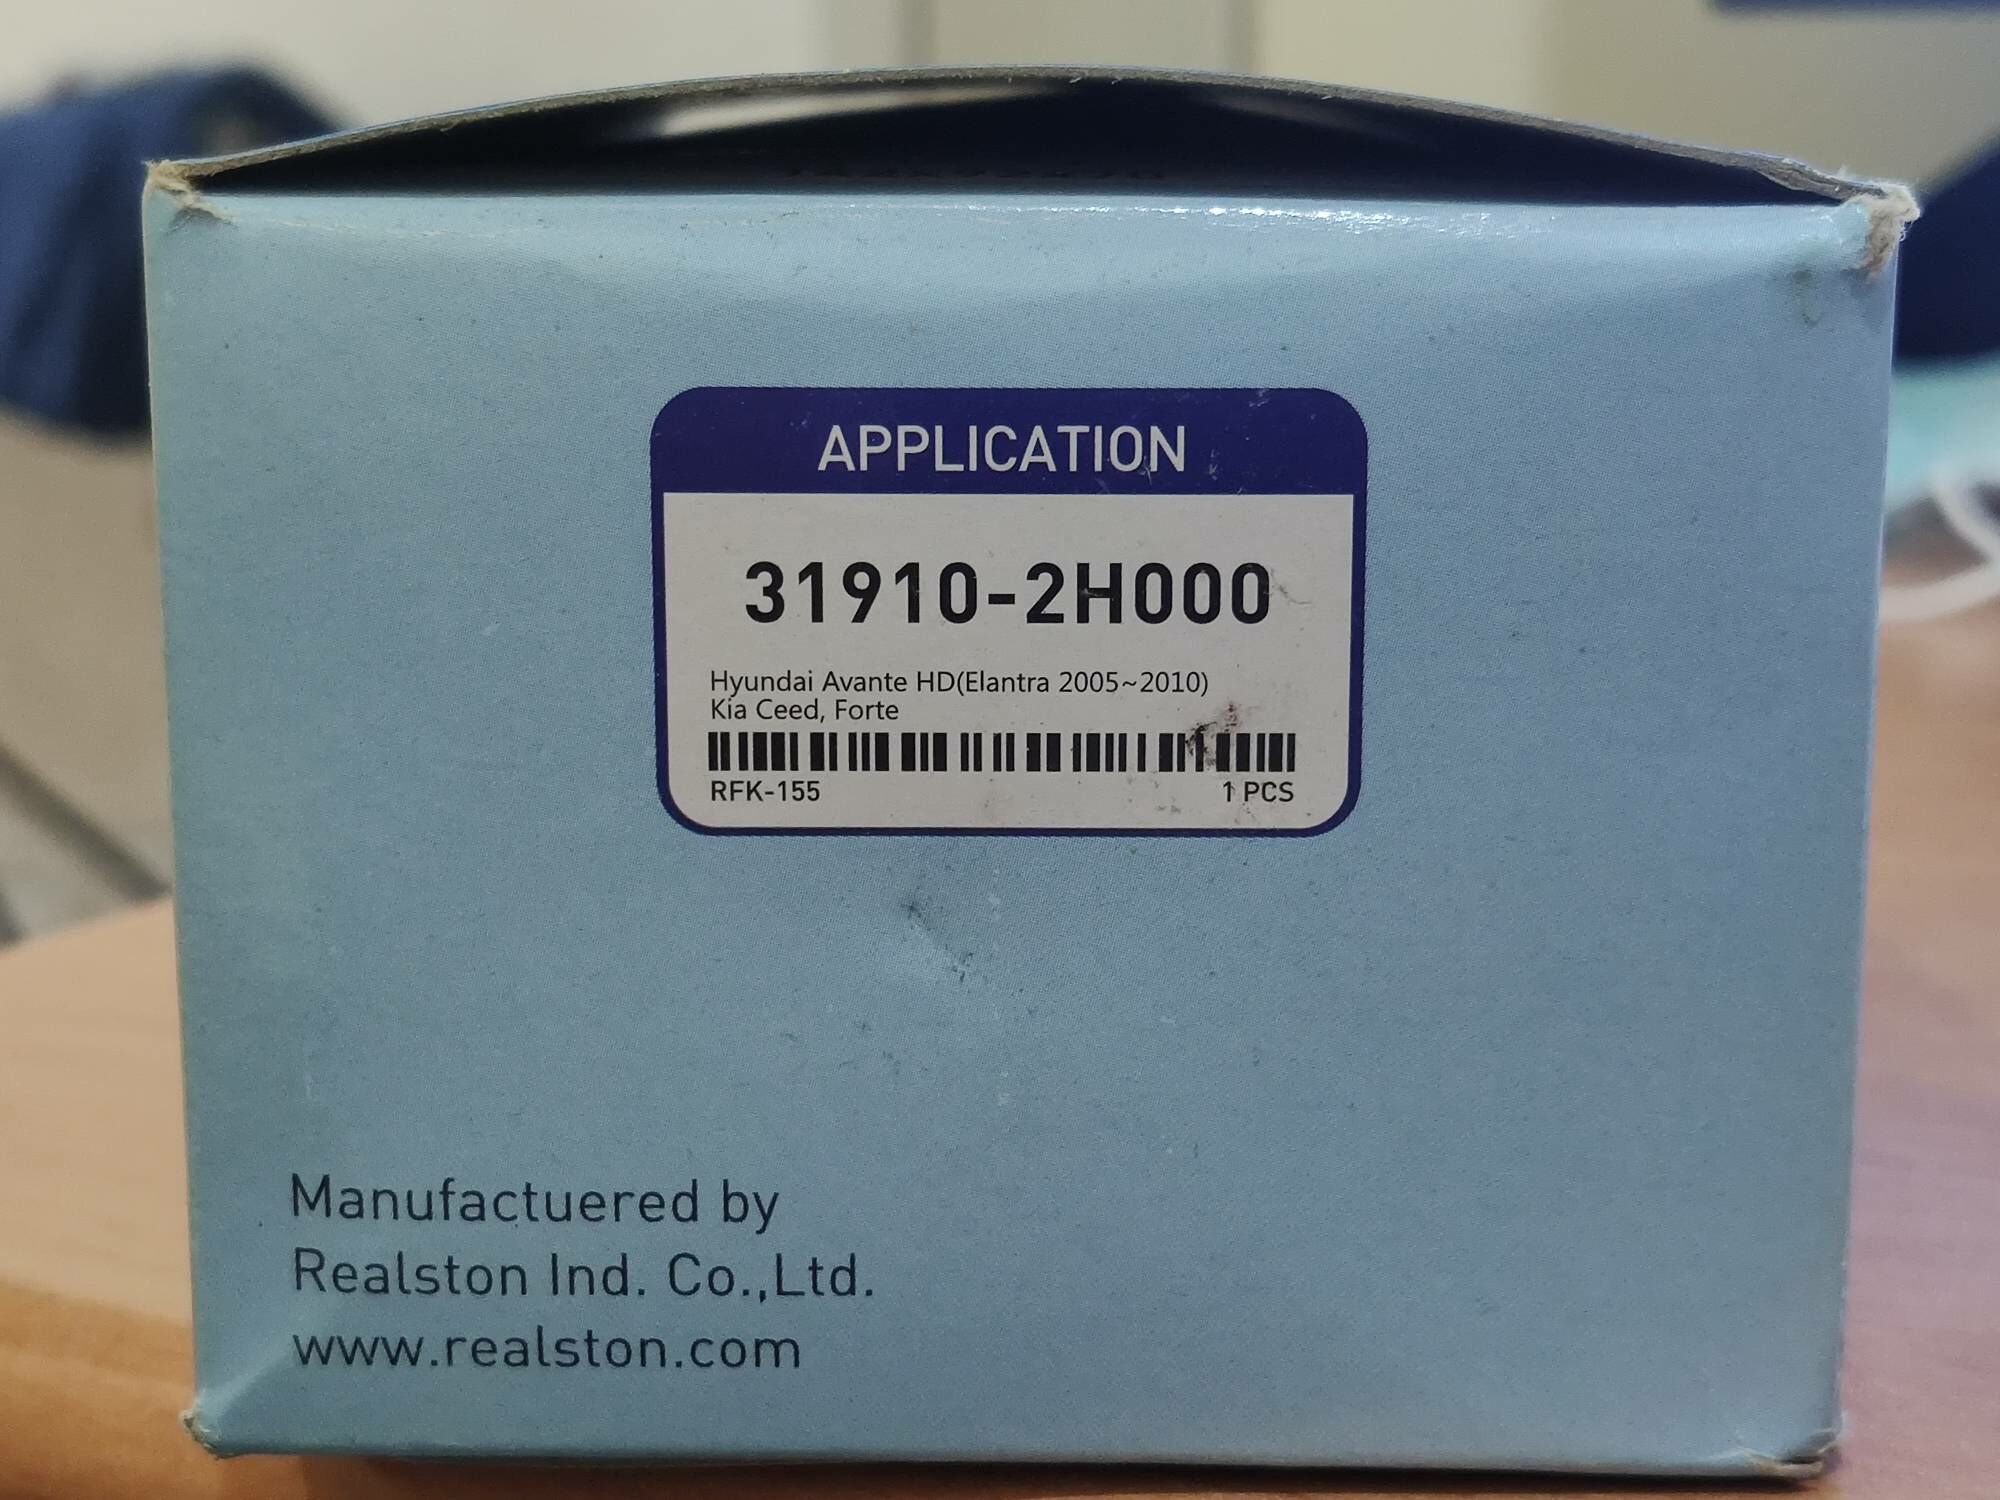 APPLICATION
31910-2H000
Hyundai Avante HD(Elantra 2005~2010)
Kia Ceed, Forte
RFK-155 1 PCS
Manufactuered by
Realston Ind. Co.,Ltd.
www.realston.com